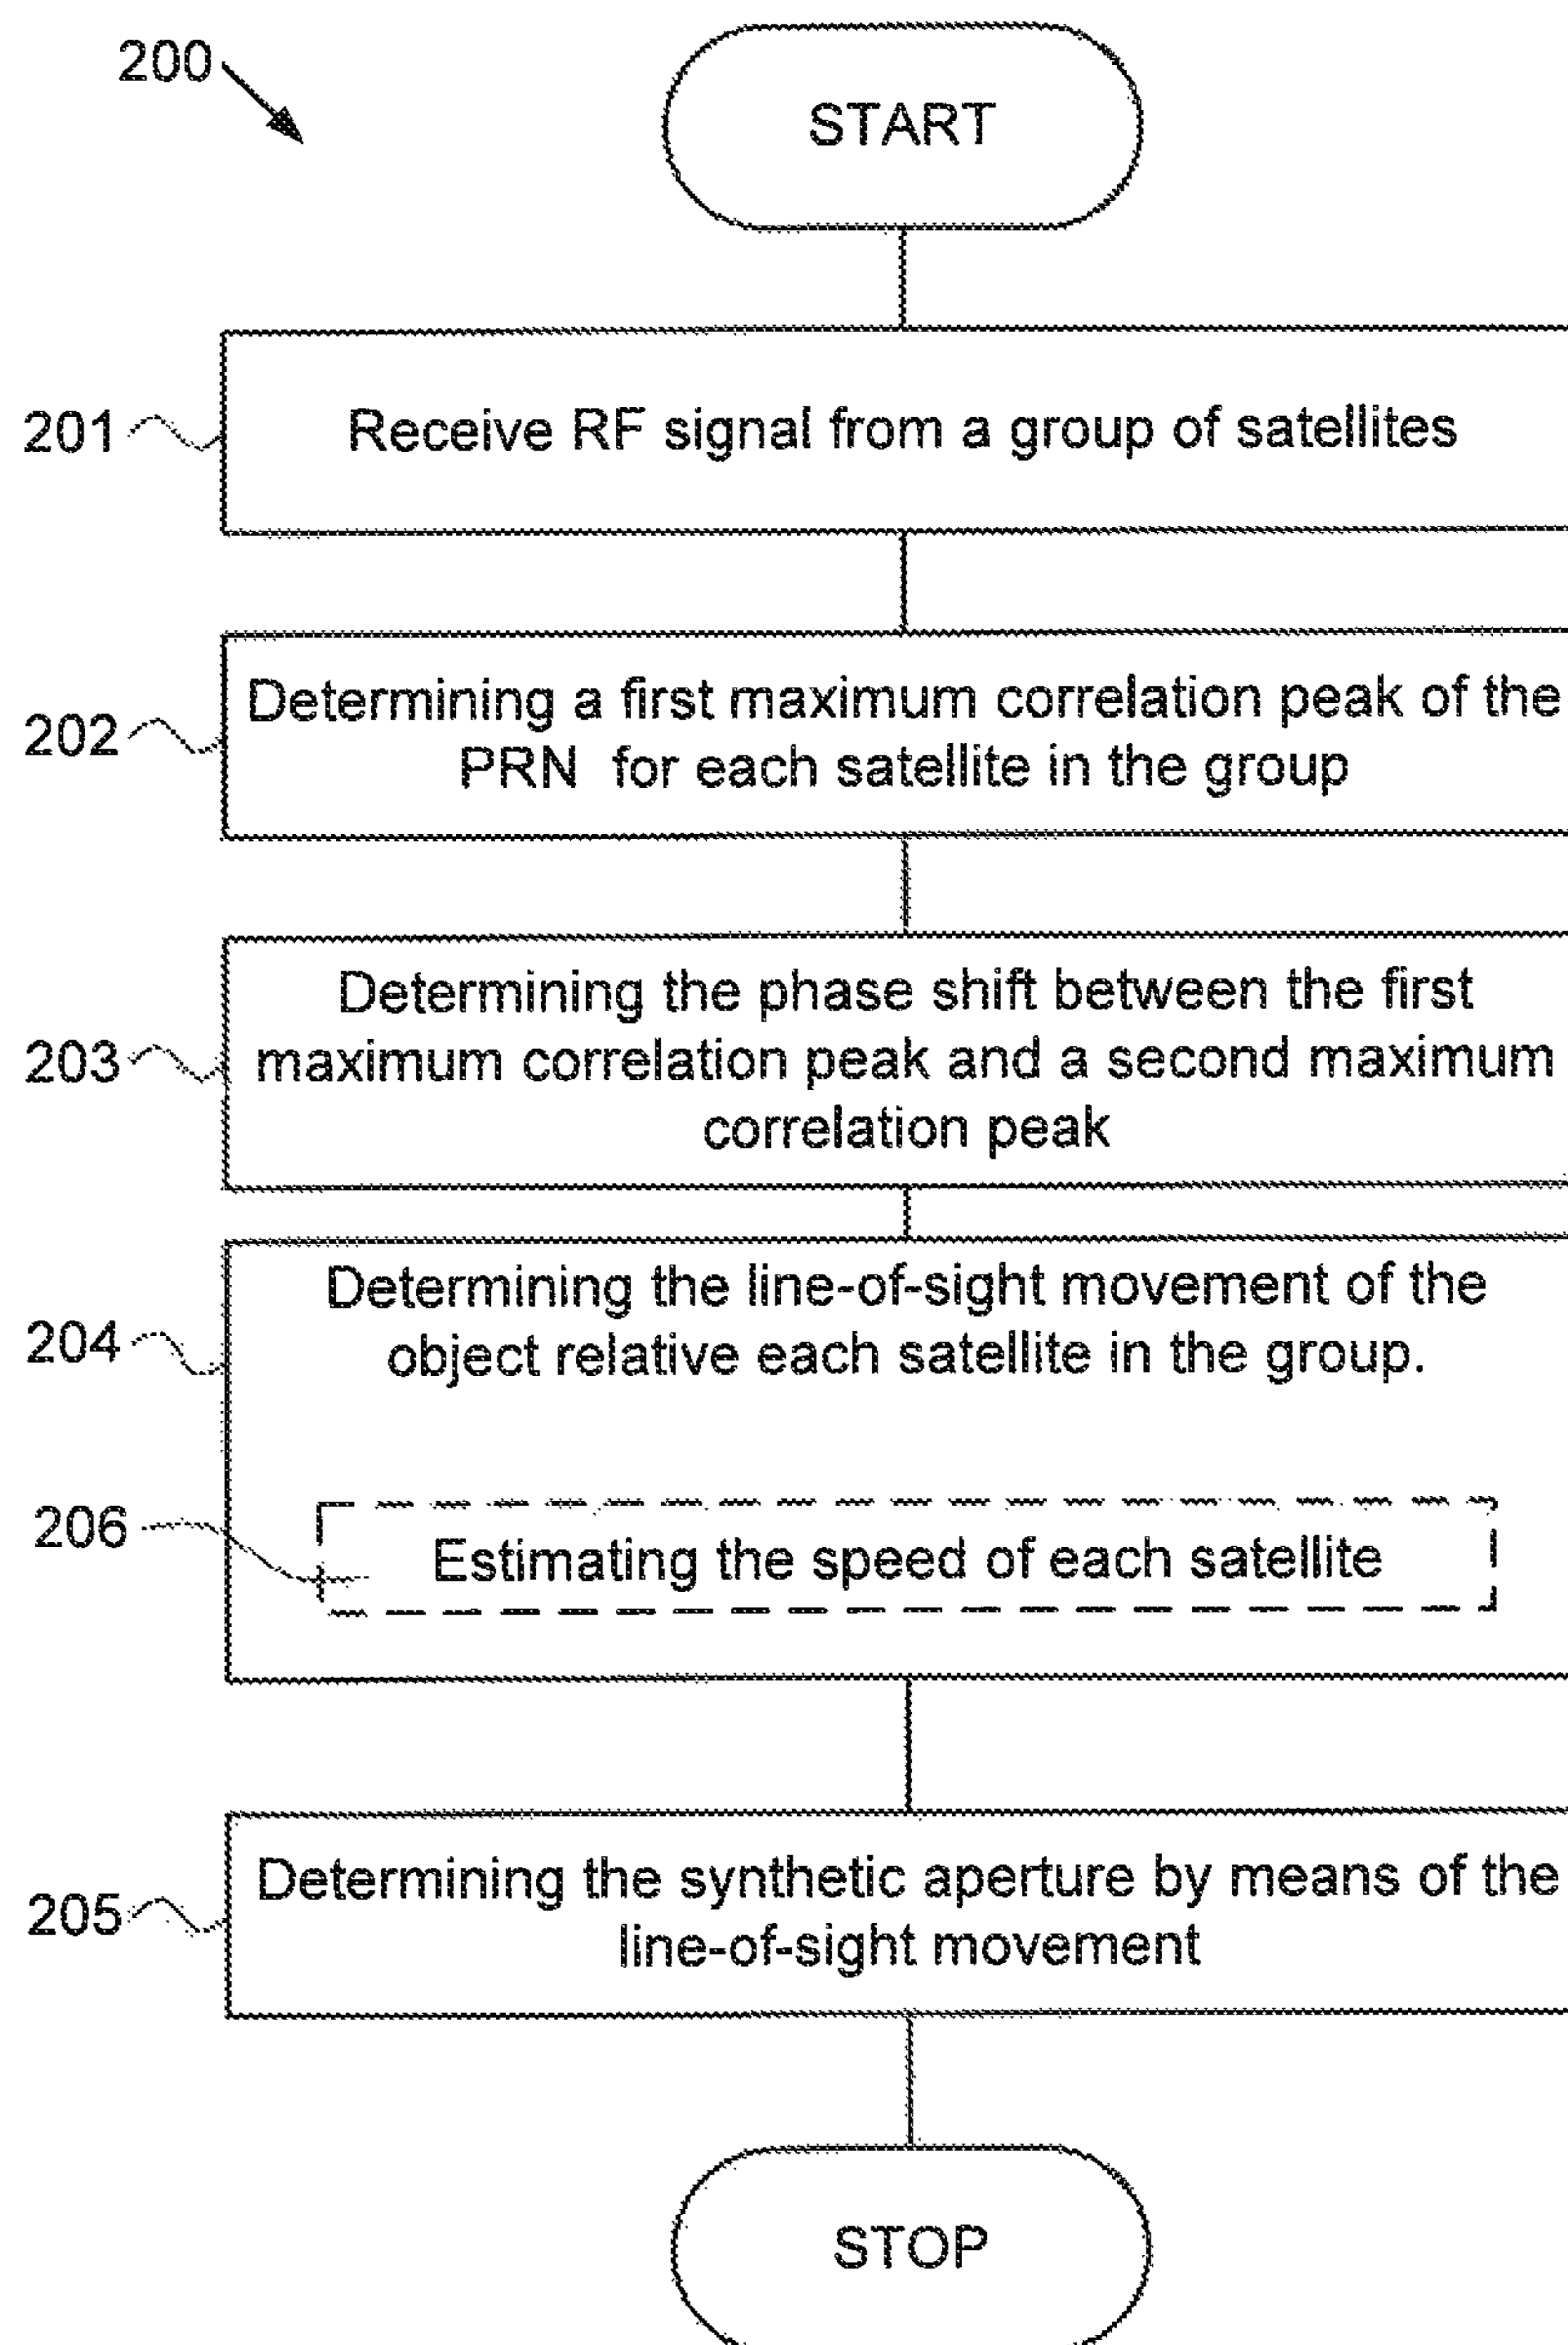 200
START
201
Receive RF signal from a group of satellites
202
Determining a first maximum correlation peak of the
PRN for each satellite in the group
203
Determining the phase shift between the first
maximum correlation peak and a second maximum
correlation peak
204
Determining the line-of-sight movement of the
object relative each satellite in the group.
206
Estimating the speed of each satellite
205
Determining the synthetic aperture by means of the
line-of-sight movement
STOP